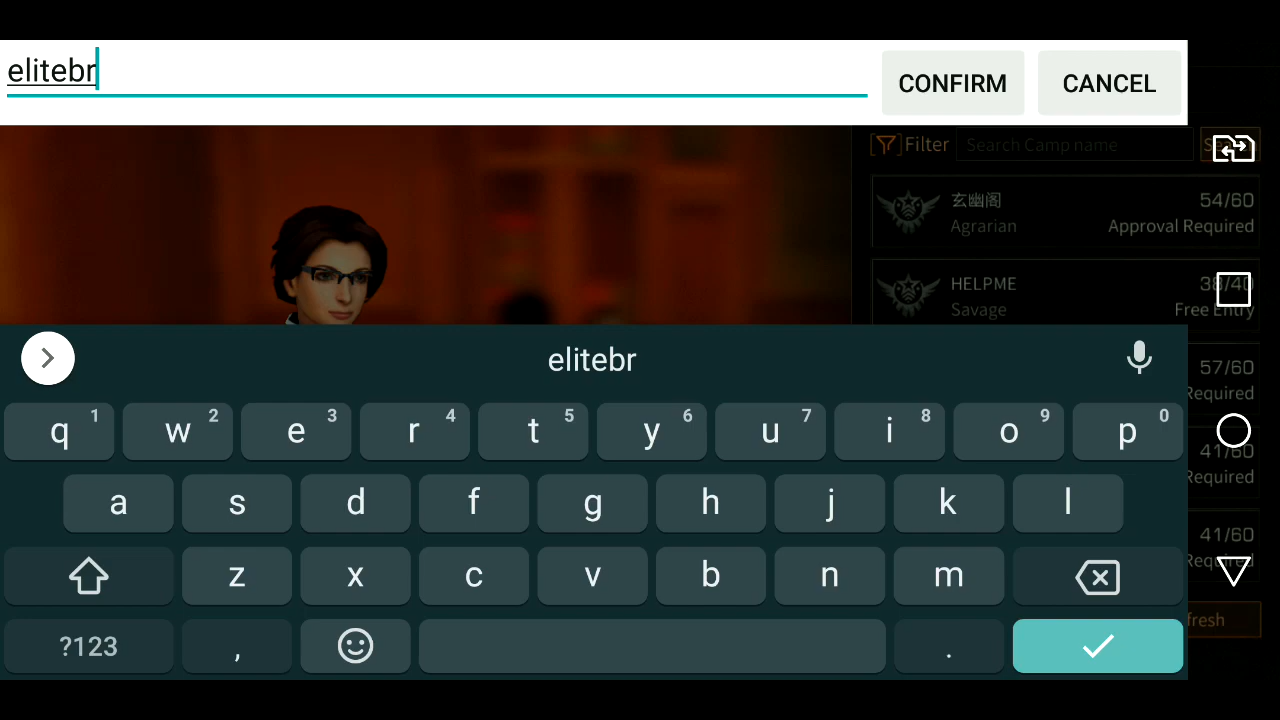 elitebr
CONFIRM
CANCEL
Filter
Search Camp name
玄幽阁
54/60
Agrarian
Approval Required
HELPME
38/40
Savage
Free Entry
57/60
Required
41/60
Required
41/60
Required
elitebr
q 1 w 2 e 3 r 4 t 5 y 6 u 7 i 8 o 9 p 0
a s d f g h j k l
z x c v b n m
?123 , .